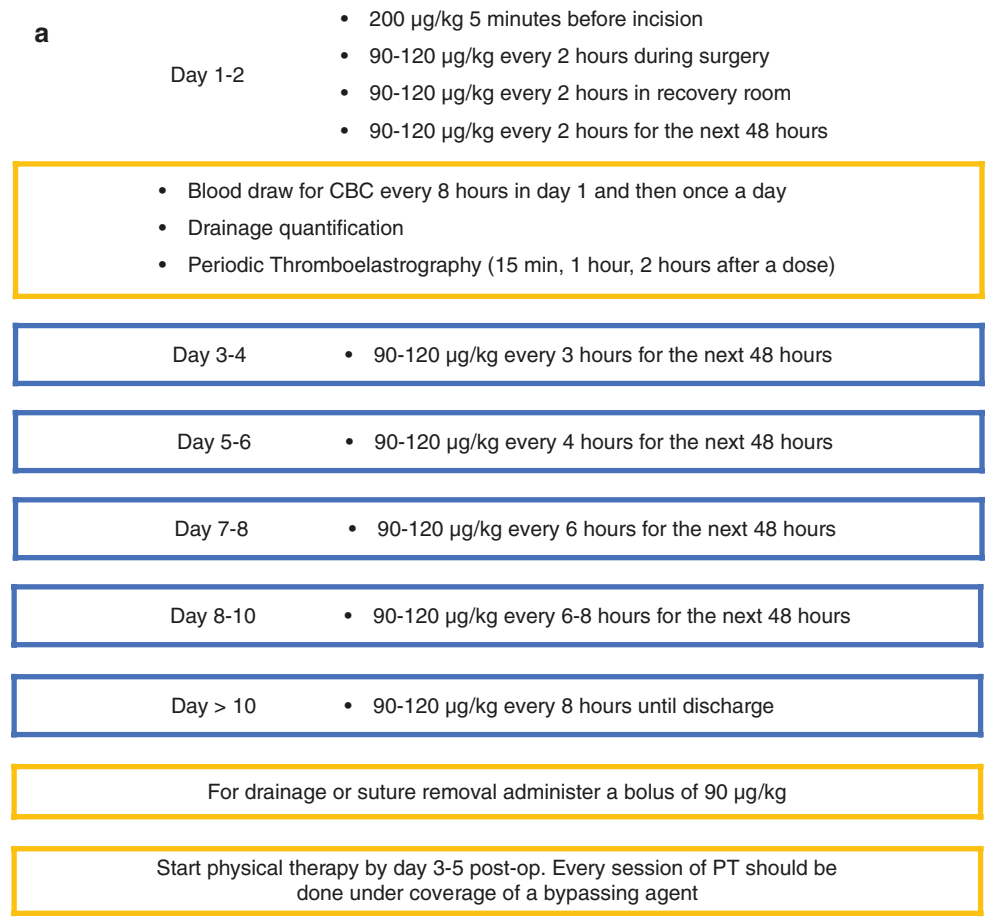 a
Day 1-2
• 200 µg/kg 5 minutes before incision
• 90-120 µg/kg every 2 hours during surgery
• 90-120 µg/kg every 2 hours in recovery room
• 90-120 µg/kg every 2 hours for the next 48 hours
• Blood draw for CBC every 8 hours in day 1 and then once a day
• Drainage quantification
• Periodic Thromboelastrography (15 min, 1 hour, 2 hours after a dose)
Day 3-4 • 90-120 µg/kg every 3 hours for the next 48 hours
Day 5-6 • 90-120 µg/kg every 4 hours for the next 48 hours
Day 7-8 • 90-120 µg/kg every 6 hours for the next 48 hours
Day 8-10 • 90-120 µg/kg every 6-8 hours for the next 48 hours
Day > 10 • 90-120 µg/kg every 8 hours until discharge
For drainage or suture removal administer a bolus of 90 µg/kg
Start physical therapy by day 3-5 post-op. Every session of PT should be
done under coverage of a bypassing agent